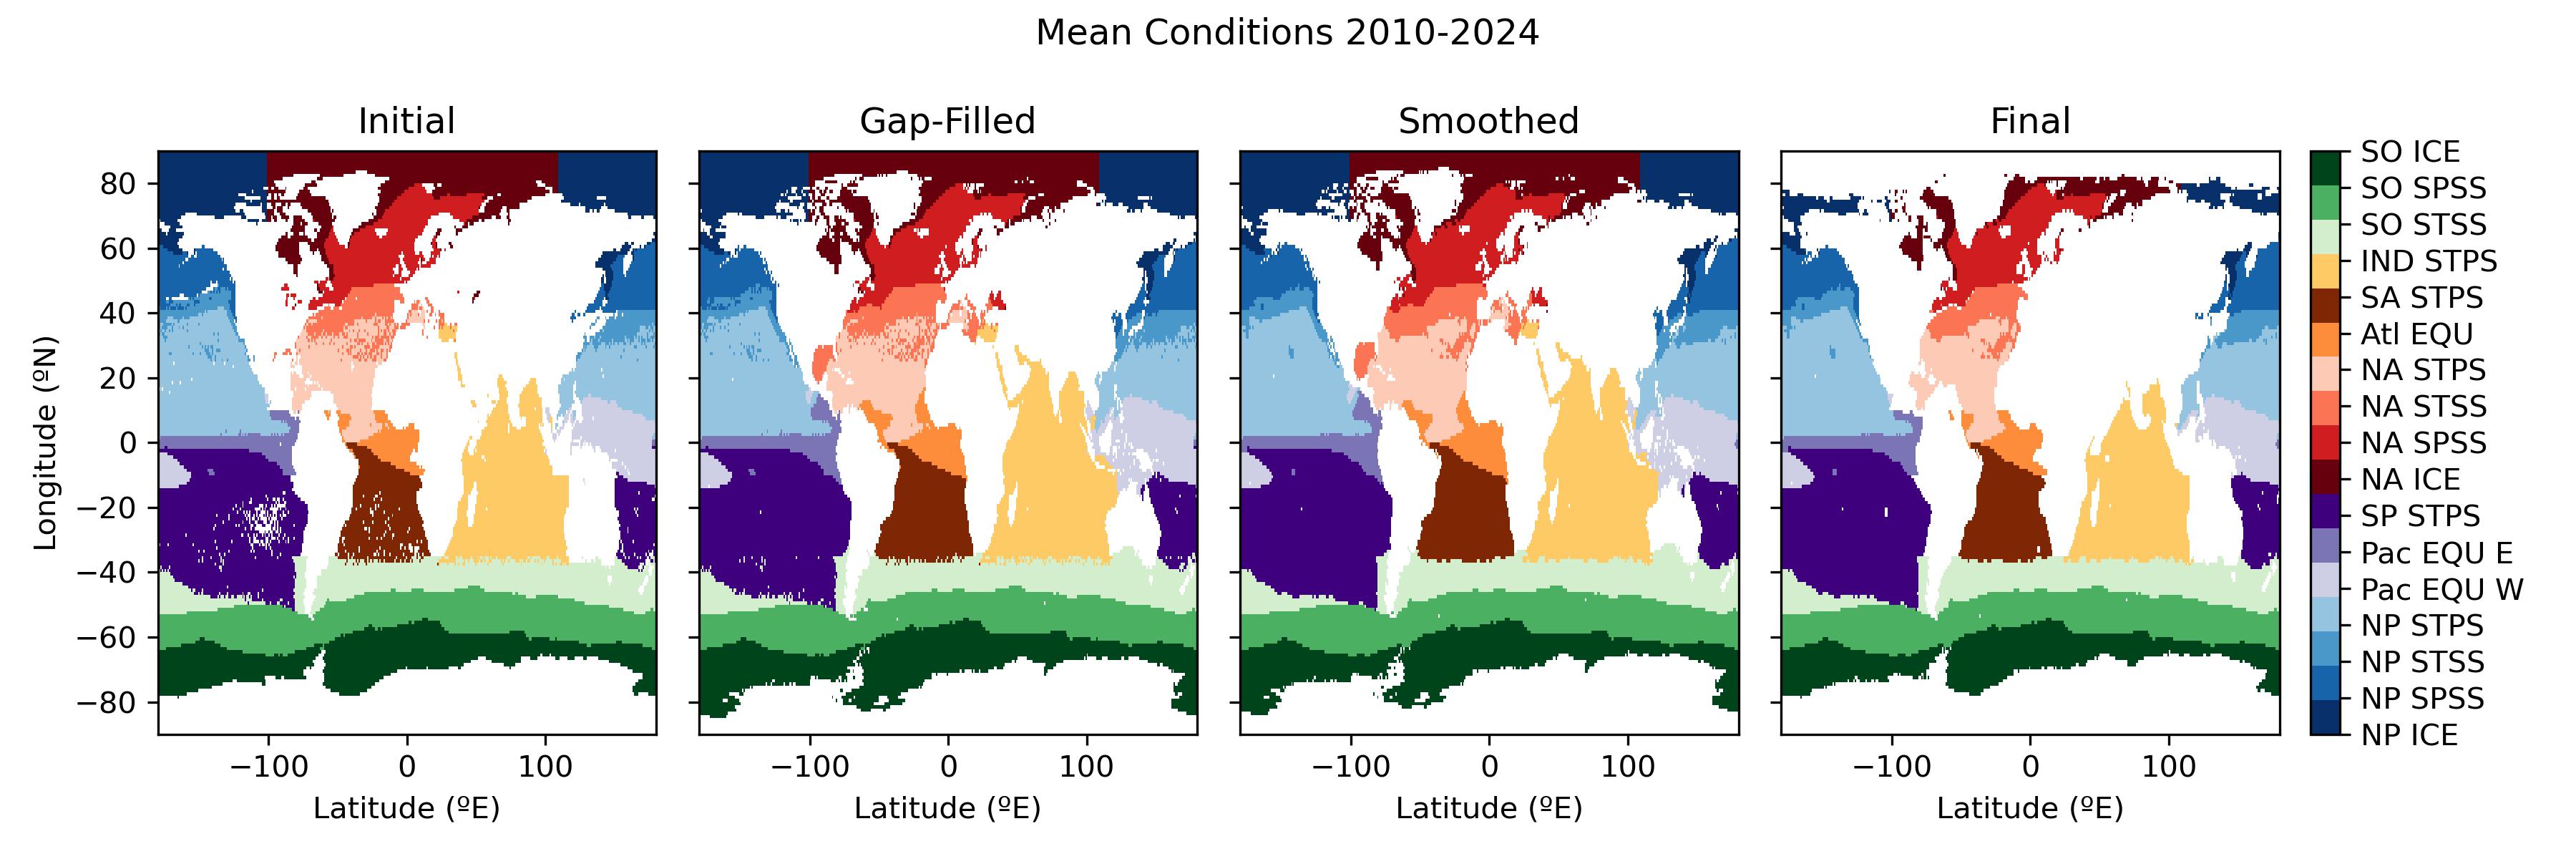 Mean Conditions 2010-2024
Initial
Gap-Filled
Smoothed
Final
Longitude (ºN)
80
60
40
20
0
−20
−40
−60
−80
−100 0 100
−100 0 100
−100 0 100
−100 0 100
Latitude (ºE)
Latitude (ºE)
Latitude (ºE)
Latitude (ºE)
SO ICE
SO SPSS
SO STSS
IND STPS
SA STPS
Atl EQU
NA STPS
NA STSS
NA SPSS
NA ICE
SP STPS
Pac EQU E
Pac EQU W
NP STPS
NP STSS
NP SPSS
NP ICE